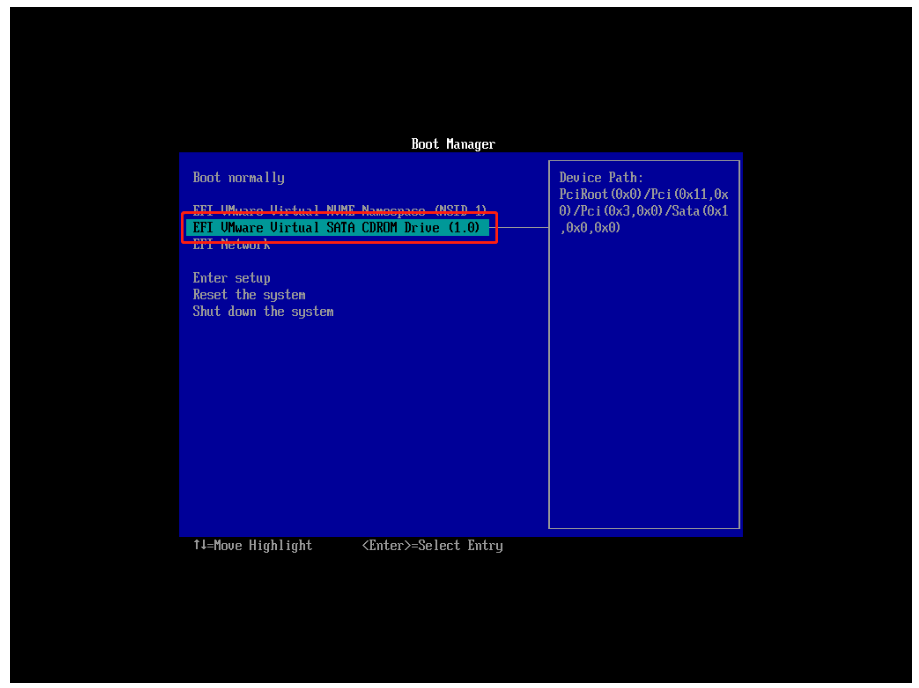 Boot Manager
Boot normally
EFI VMware Virtual NVME Namespace (NSID 1)
EFI VMware Virtual SATA CDROM Drive (1.0)
EFI Network
Enter setup
Reset the system
Shut down the system
Device Path:
PciRoot(0x0)/Pci(0x11,0x
0)/Pci(0x3,0x0)/Sata(0x1
,0x0,0x0)
↑↓=Move Highlight <Enter>=Select Entry